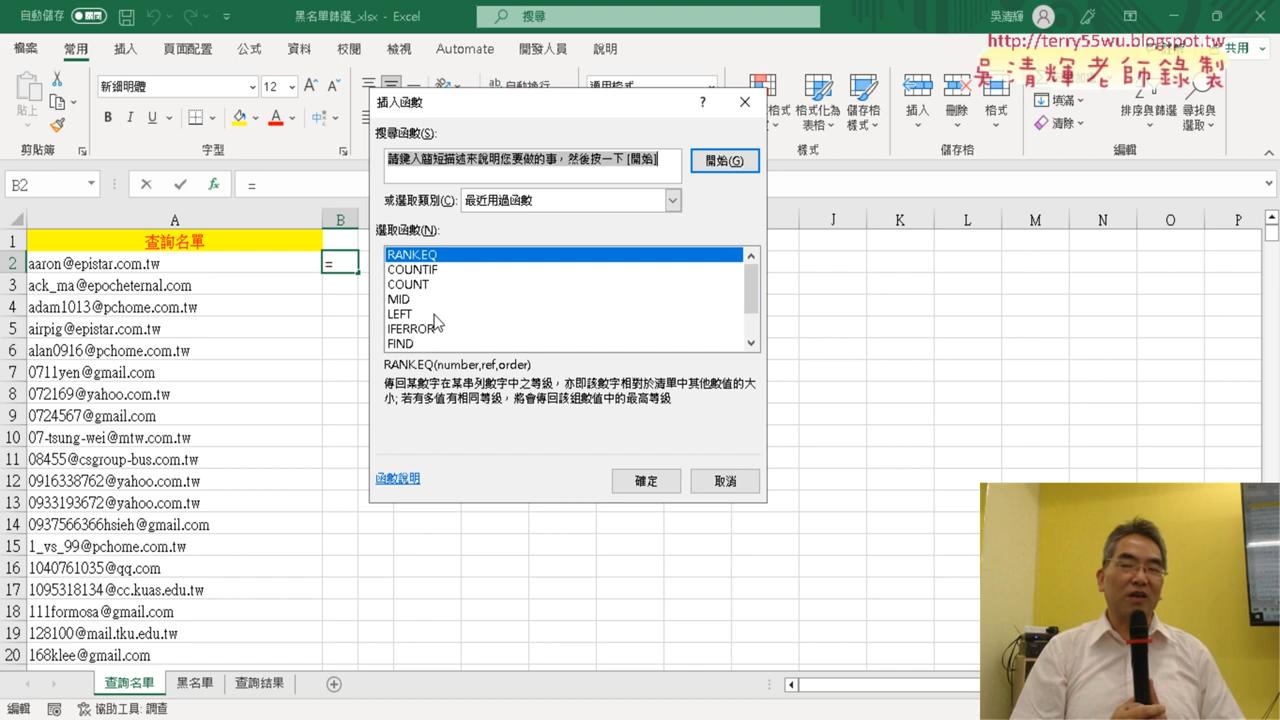 自動儲存
黑名單篩選_.xlsx - Excel
搜尋
吳清輝
檔案 常用 插入 頁面配置 公式 資料 校閱 檢視 Automate 開發人員 說明
共用
http://terry55wu.blogspot.tw
吳清輝老師錄製
貼上
新細明體 12
B I U
中
ab 自動換行
通用格式
格式化為
表格
儲存格
樣式
插入 刪除 格式
填滿
清除
排序與篩選 尋找與
選取
剪貼簿 字型 樣式 儲存格 編輯
B2 fx =
A B J K L M N O P
1 查詢名單
2 aaron@epistar.com.tw =
3 ack_ma@epocheternal.com
4 adam1013@pchome.com.tw
5 airpig@epistar.com.tw
6 alan0916@pchome.com.tw
7 0711yen@gmail.com
8 072169@yahoo.com.tw
9 0724567@gmail.com
10 07-tsung-wei@mtw.com.tw
11 08455@csgroup-bus.com.tw
12 0916338762@yahoo.com.tw
13 0933193672@yahoo.com.tw
14 0937566366hsieh@gmail.com
15 1_vs_99@pchome.com.tw
16 1040761035@qq.com
17 1095318134@cc.kuas.edu.tw
18 111formosa@gmail.com
19 128100@mail.tku.edu.tw
20 168klee@gmail.com
插入函數 ?
搜尋函數(S):
請鍵入簡短描述來說明您要做的事，然後按一下 [開始]
開始(G)
或選取類別(C): 最近用過函數
選取函數(N):
RANK.EQ
COUNTIF
COUNT
MID
LEFT
IFERROR
FIND
RANK.EQ(number,ref,order)
傳回某數字在某串列數字中之等級，亦即該數字相對於清單中其他數值的大
小; 若有多值有相同等級，將會傳回該組數值中的最高等級
函數說明
確定
取消
查詢名單 黑名單 查詢結果
編輯 協助工具: 調查